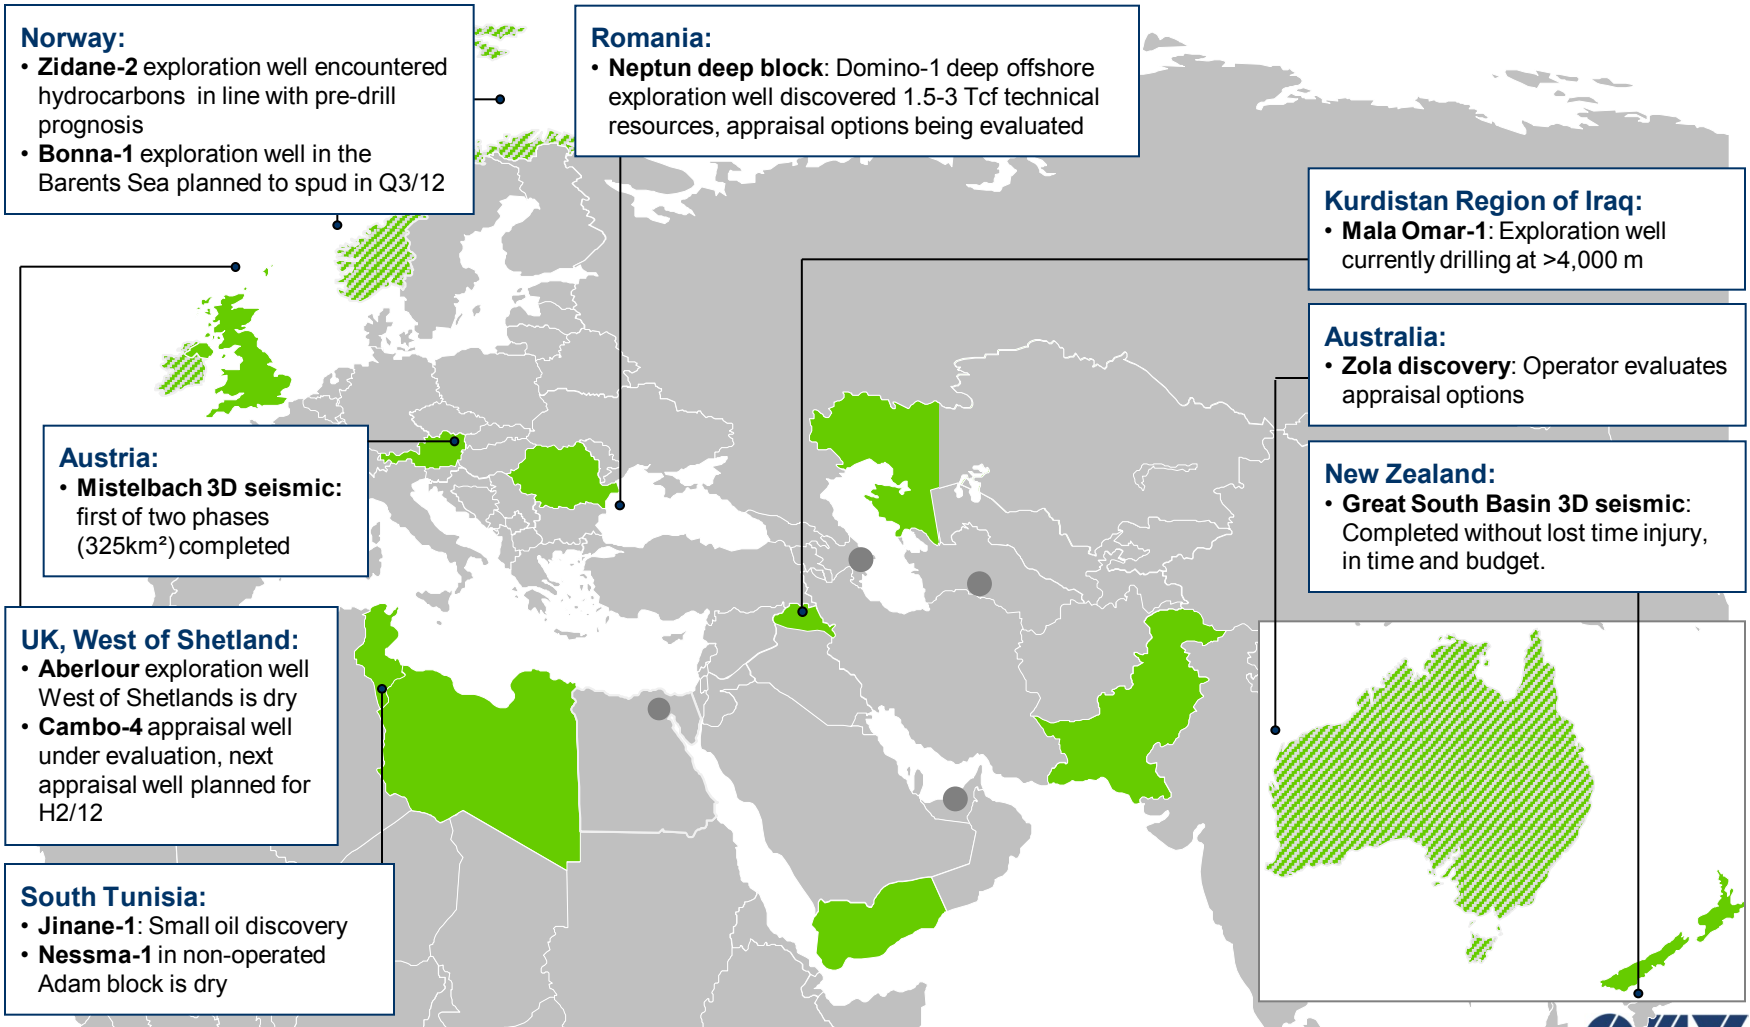 Norway:
• Zidane-2 exploration well encountered
hydrocarbons in line with pre-drill
prognosis
• Bonna-1 exploration well in the
Barents Sea planned to spud in Q3/12
Romania:
• Neptun deep block: Domino-1 deep offshore
exploration well discovered 1.5-3 Tcf technical
resources, appraisal options being evaluated
Kurdistan Region of Iraq:
• Mala Omar-1: Exploration well
currently drilling at >4,000 m
Australia:
• Zola discovery: Operator evaluates
appraisal options
New Zealand:
• Great South Basin 3D seismic:
Completed without lost time injury,
in time and budget.
Austria:
• Mistelbach 3D seismic:
first of two phases
(325km²) completed
UK, West of Shetland:
• Aberlour exploration well
West of Shetlands is dry
• Cambo-4 appraisal well
under evaluation, next
appraisal well planned for
H2/12
South Tunisia:
• Jinane-1: Small oil discovery
• Nessma-1 in non-operated
Adam block is dry